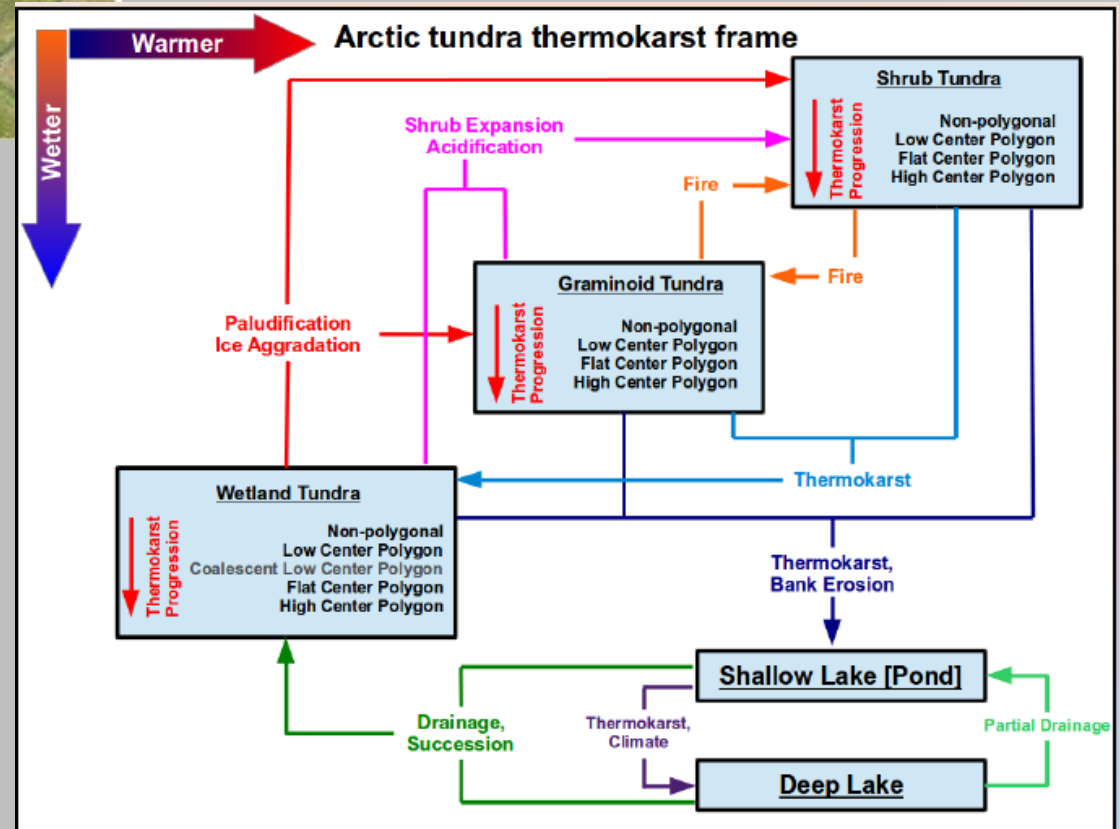 Arctic tundra thermokarst frame
Warmer
Wetter
Shrub Tundra
Thermokarst
Progression
Non-polygonal
Low Center Polygon
Flat Center Polygon
High Center Polygon
Shrub Expansion
Acidification
Fire
Fire
Graminoid Tundra
Thermokarst
Progression
Non-polygonal
Low Center Polygon
Flat Center Polygon
High Center Polygon
Paludification
Ice Aggradation
Thermokarst
Wetland Tundra
Thermokarst
Progression
Non-polygonal
Low Center Polygon
Coalescent Low Center Polygon
Flat Center Polygon
High Center Polygon
Thermokarst,
Bank Erosion
Shallow Lake [Pond]
Drainage,
Succession
Thermokarst,
Climate
Partial Drainage
Deep Lake